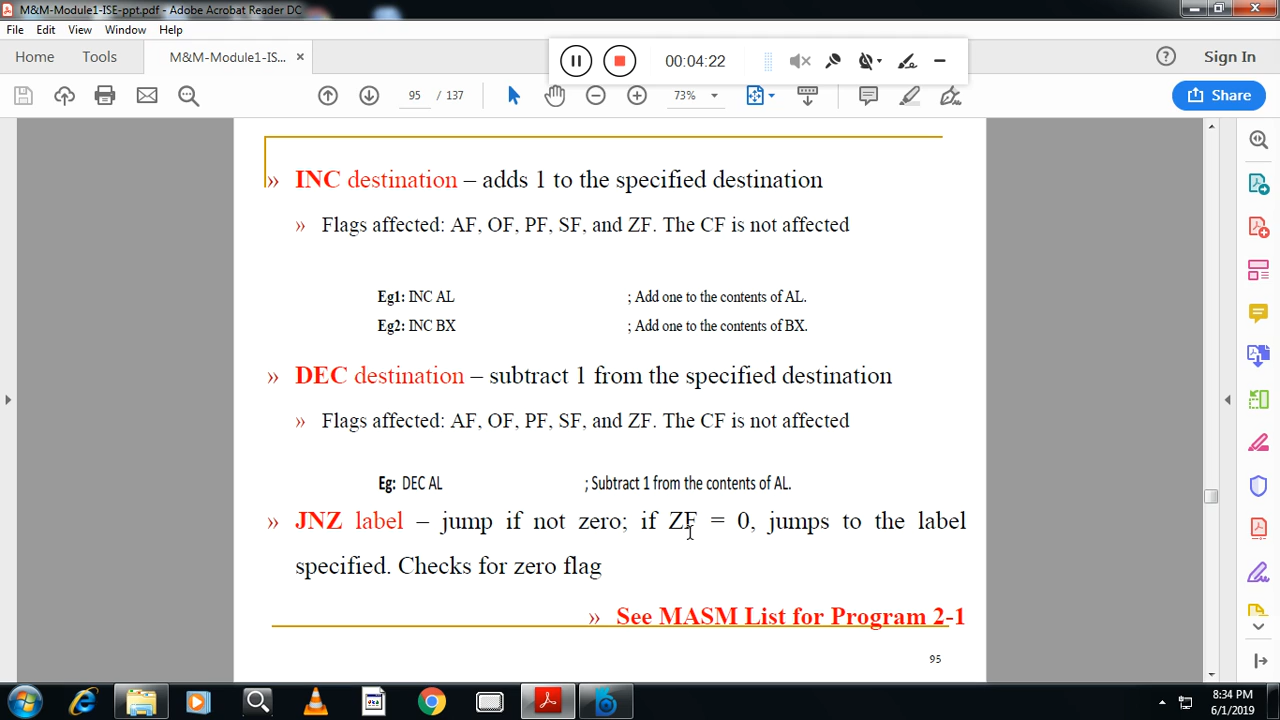 M&M-Module1-ISE-ppt.pdf - Adobe Acrobat Reader DC
File Edit View Window Help
Home Tools M&M-Module1-IS... ×
00:04:22
Sign In
95 / 137
73%
Share
» INC destination – adds 1 to the specified destination
» Flags affected: AF, OF, PF, SF, and ZF. The CF is not affected
Eg1: INC AL ; Add one to the contents of AL.
Eg2: INC BX ; Add one to the contents of BX.
» DEC destination – subtract 1 from the specified destination
» Flags affected: AF, OF, PF, SF, and ZF. The CF is not affected
Eg: DEC AL ; Subtract 1 from the contents of AL.
» JNZ label – jump if not zero; if ZF = 0, jumps to the label
specified. Checks for zero flag
» See MASM List for Program 2-1
95
8:34 PM
6/1/2019